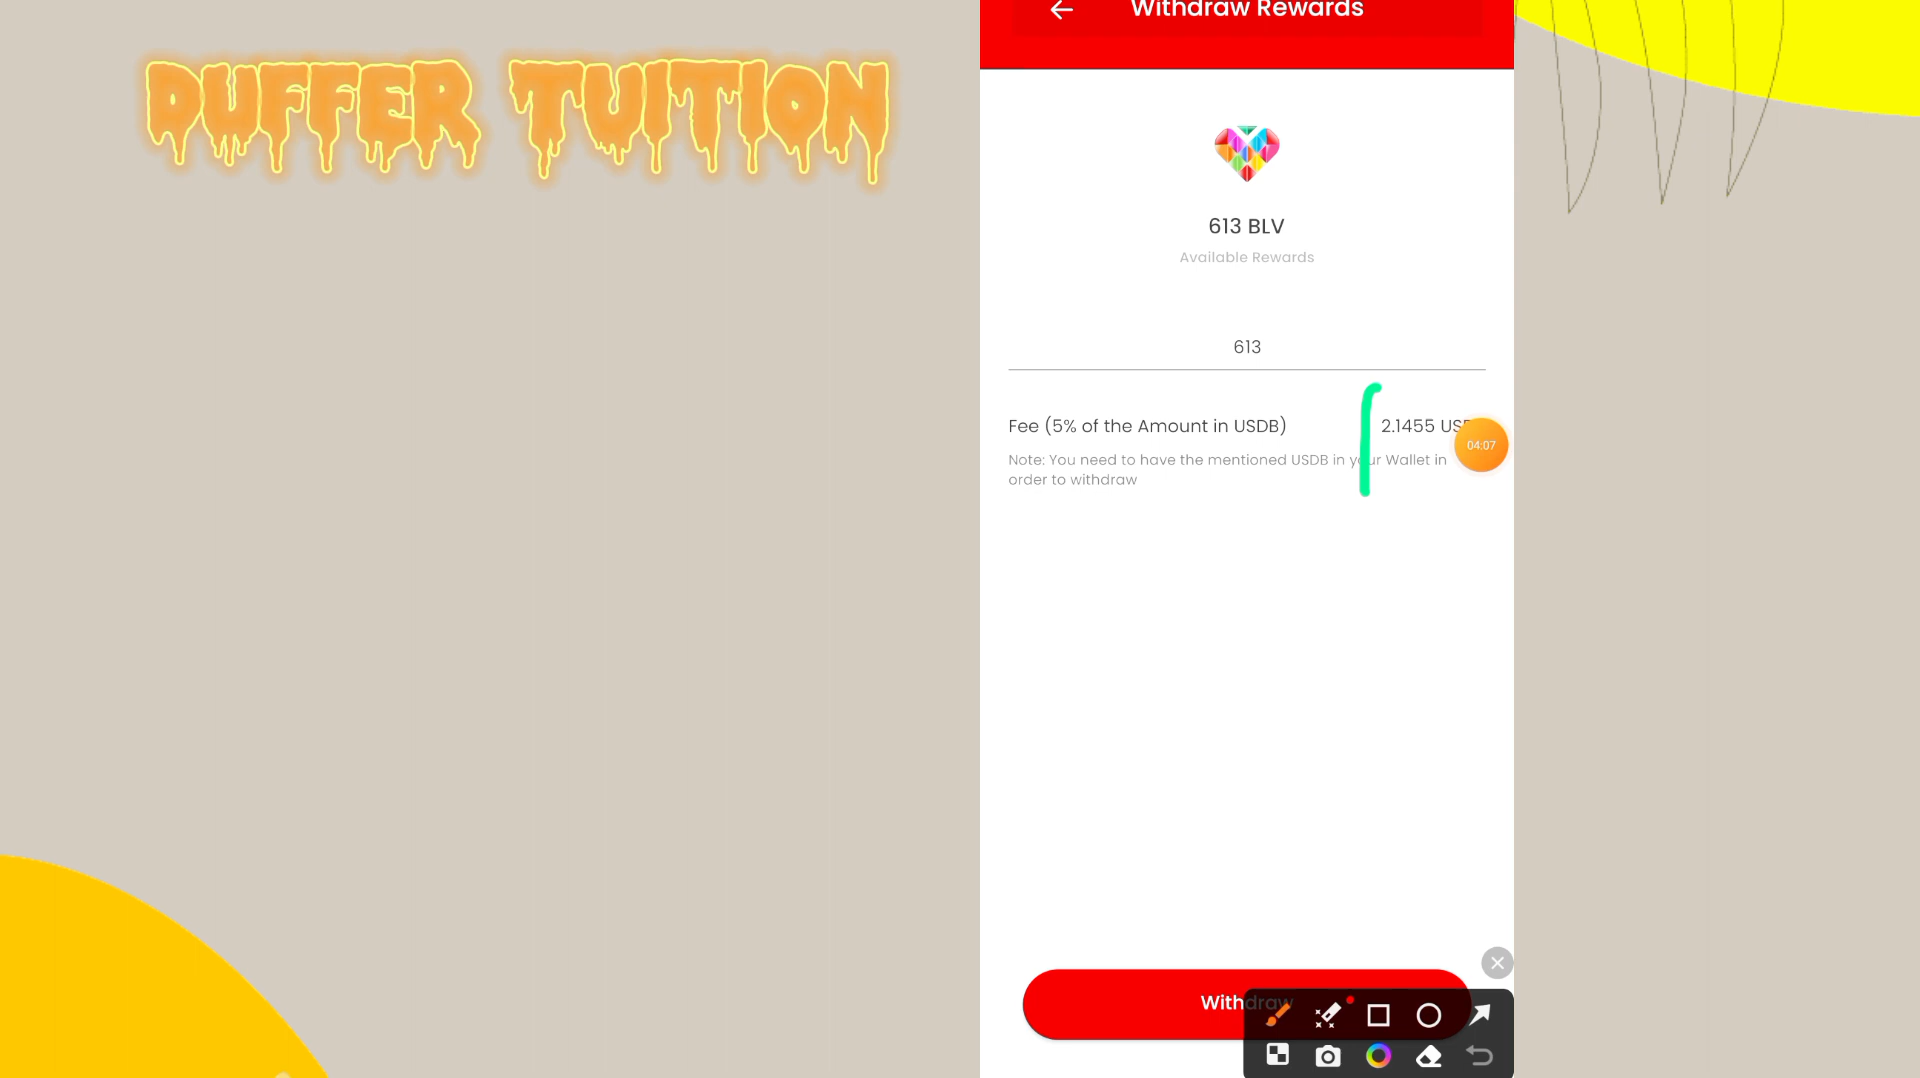 DUFFER TUITION
Withdraw Rewards
613 BLV
Available Rewards
613
Fee (5% of the Amount in USDB) 2.1455
Note: You need to have the mentioned USDB in your Wallet in
order to withdraw
04:07
Withdraw